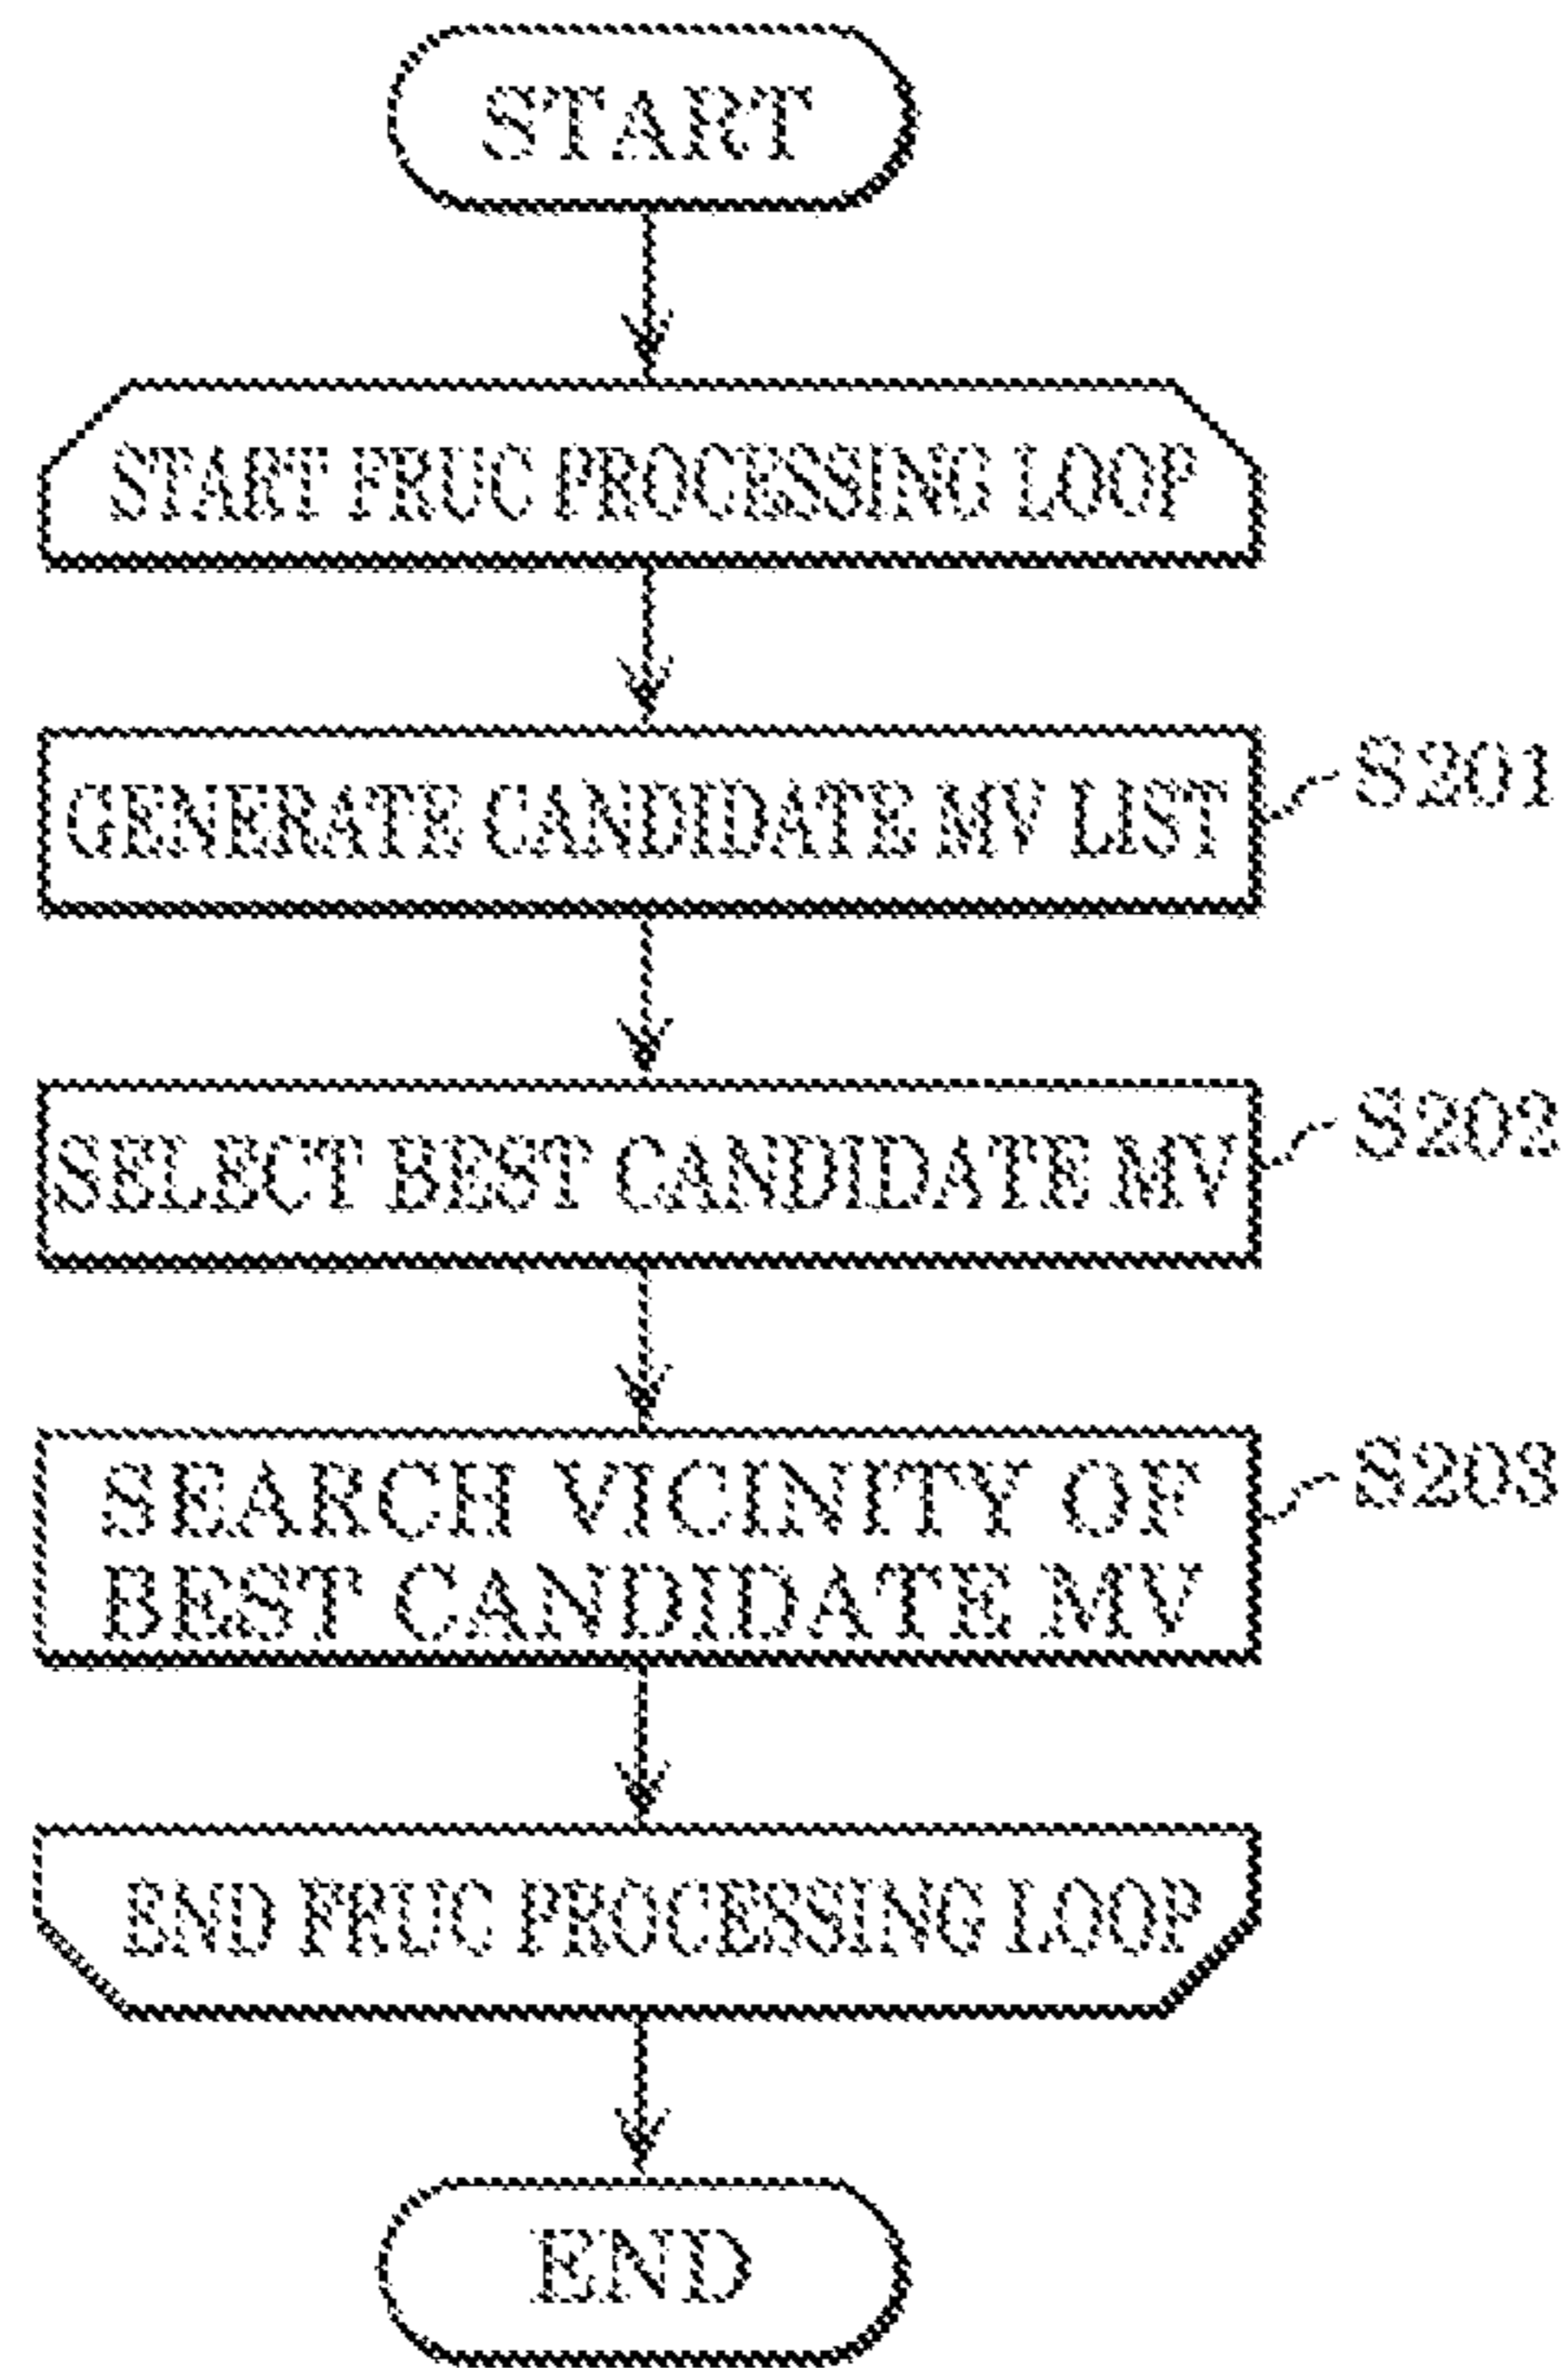 START
START FRUC PROCESSING LOOP
GENERATE CANDIDATE MV LIST
S201
SELECT BEST CANDIDATE MV
S202
SEARCH VICINITY OF
BEST CANDIDATE MV
S203
END FRUC PROCESSING LOOP
END